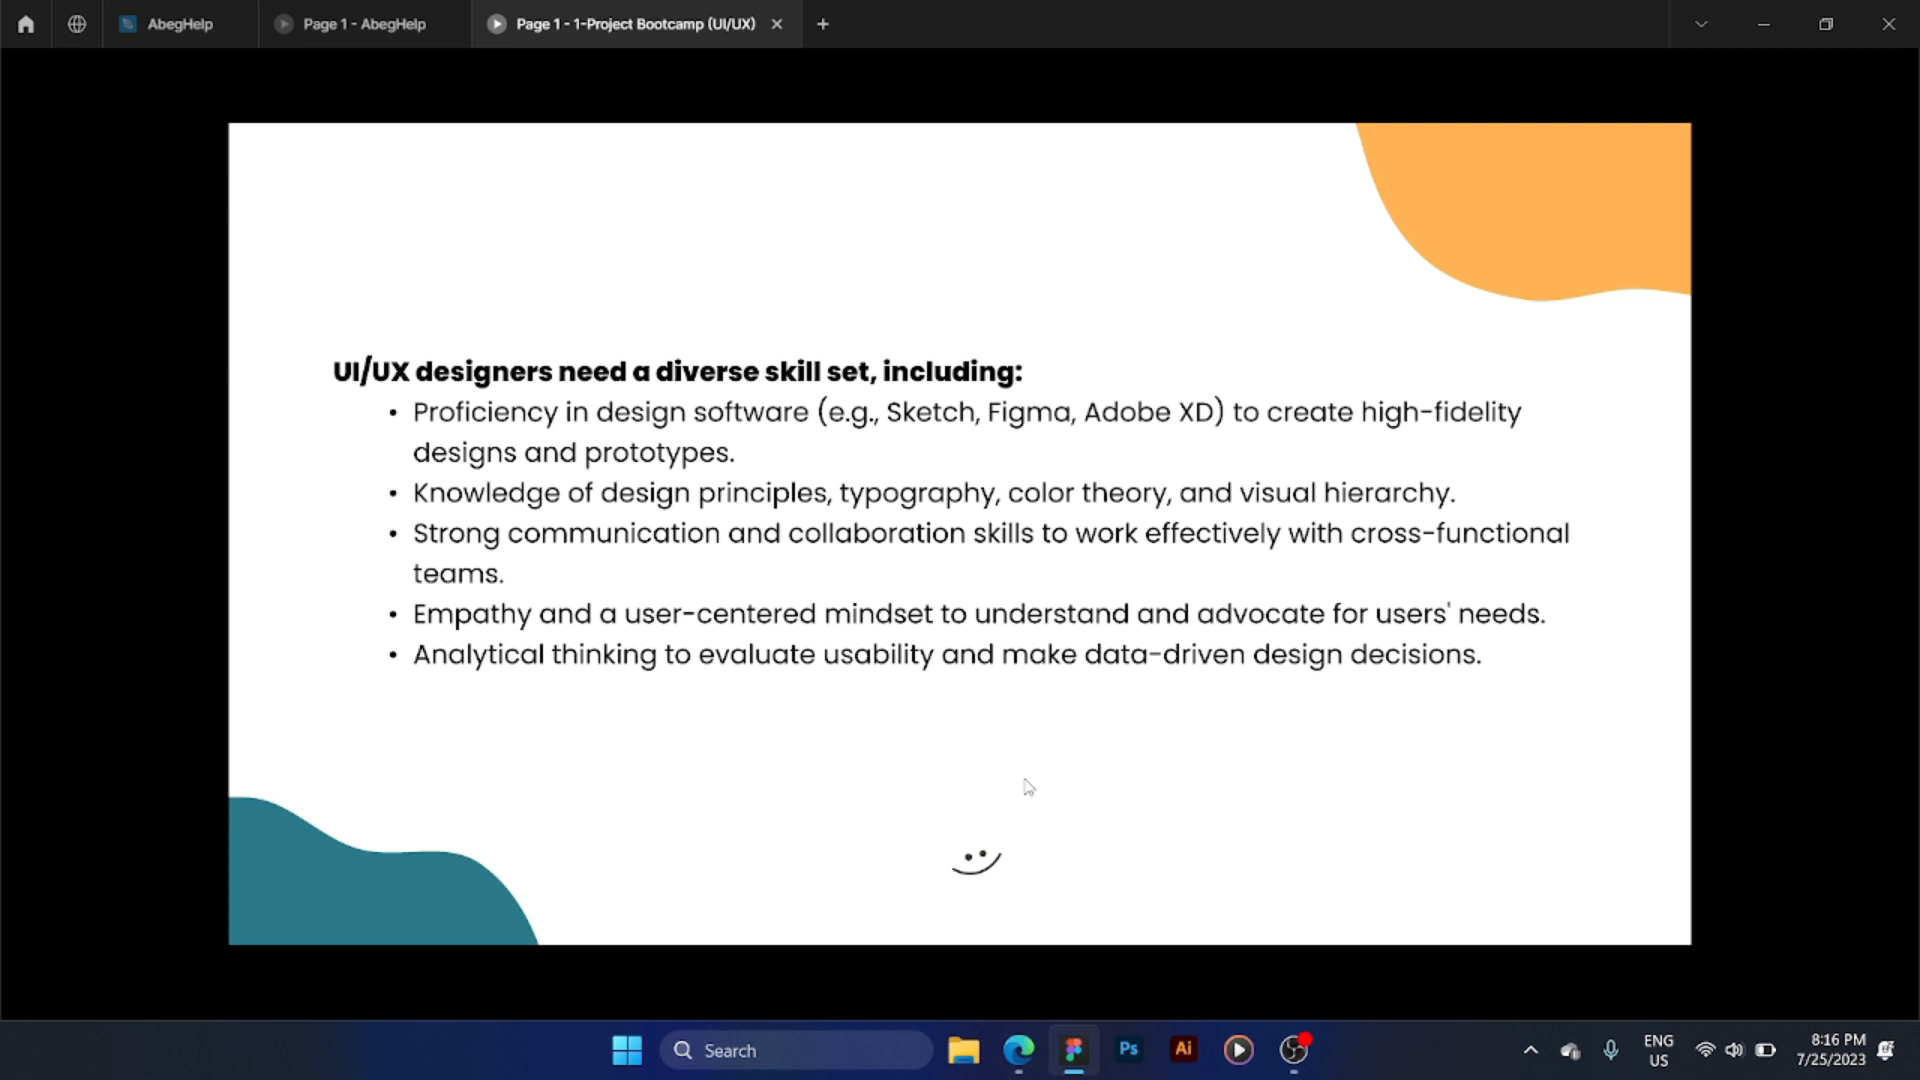 AbegHelp
Page 1 - AbegHelp
Page 1 - 1-Project Bootcamp (UI/UX)
UI/UX designers need a diverse skill set, including:
• Proficiency in design software (e.g., Sketch, Figma, Adobe XD) to create high-fidelity
designs and prototypes.
• Knowledge of design principles, typography, color theory, and visual hierarchy.
• Strong communication and collaboration skills to work effectively with cross-functional
teams.
• Empathy and a user-centered mindset to understand and advocate for users' needs.
• Analytical thinking to evaluate usability and make data-driven design decisions.
Search
Ps
Ai
ENG
US
8:16 PM
7/25/2023